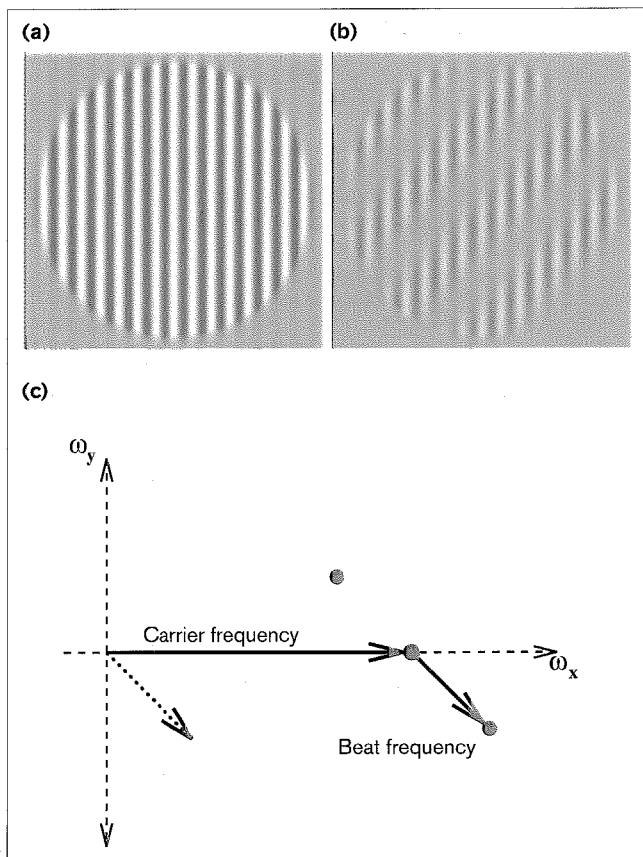 (a) (b)
(c)
ωy
Carrier frequency
ωx
Beat frequency